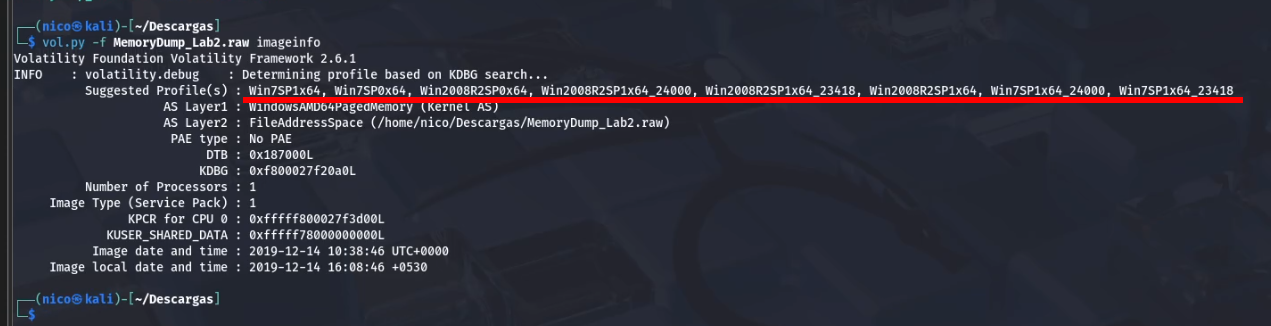 ┌──(nico㉿kali)-[~/Descargas]
└─$ vol.py -f MemoryDump_Lab2.raw imageinfo
Volatility Foundation Volatility Framework 2.6.1
INFO    : volatility.debug    : Determining profile based on KDBG search...
Suggested Profile(s) : Win7SP1x64, Win7SP0x64, Win2008R2SP0x64, Win2008R2SP1x64_24000, Win2008R2SP1x64_23418, Win2008R2SP1x64, Win7SP1x64_24000, Win7SP1x64_23418
AS Layer1 : WindowsAMD64PagedMemory (Kernel AS)
AS Layer2 : FileAddressSpace (/home/nico/Descargas/MemoryDump_Lab2.raw)
PAE type : No PAE
DTB : 0x187000L
KDBG : 0xf800027f20a0L
Number of Processors : 1
Image Type (Service Pack) : 1
KPCR for CPU 0 : 0xfffff800027f3d00L
KUSER_SHARED_DATA : 0xfffff78000000000L
Image date and time : 2019-12-14 10:38:46 UTC+0000
Image local date and time : 2019-12-14 16:08:46 +0530
┌──(nico㉿kali)-[~/Descargas]
└─$